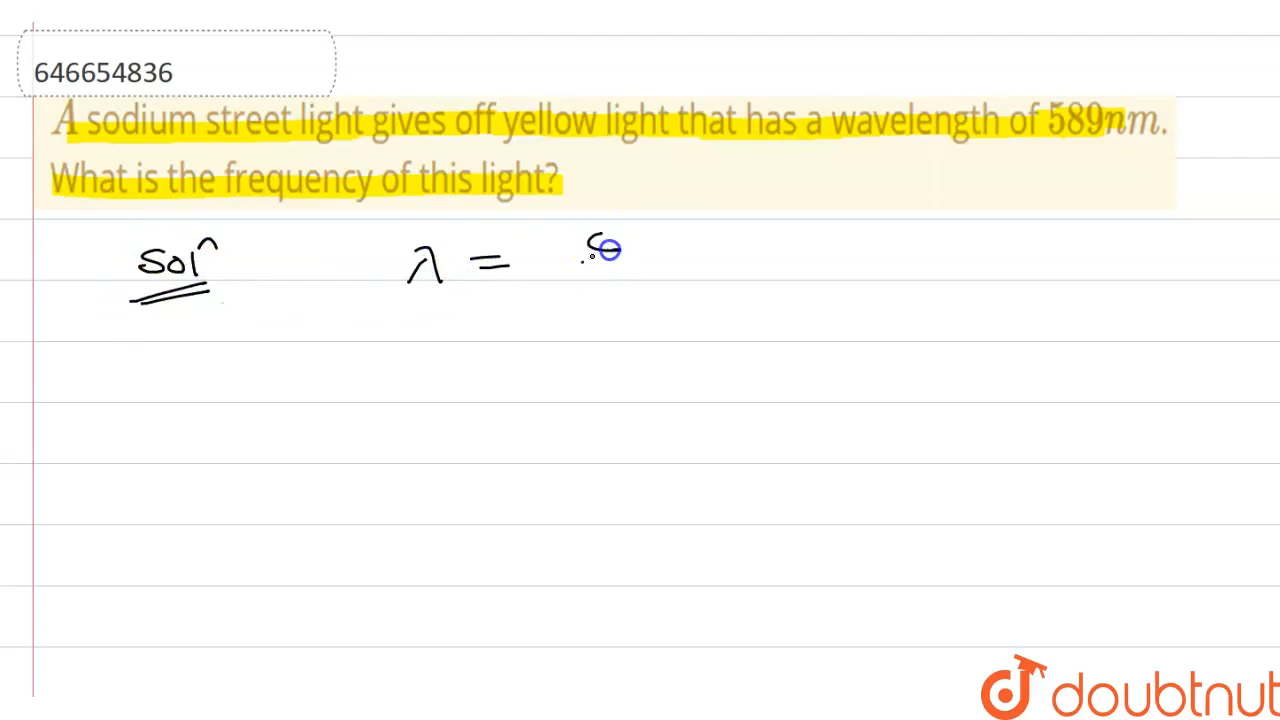 646654836
A sodium street light gives off yellow light that has a wavelength of 589nm.
What is the frequency of this light?
Solⁿ λ =
doubtnut